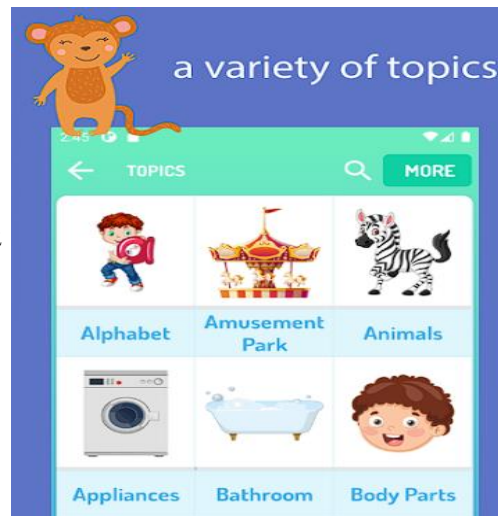 a variety of topics
2:45
TOPICS
MORE
Alphabet
Amusement
Park
Animals
Appliances
Bathroom
Body Parts